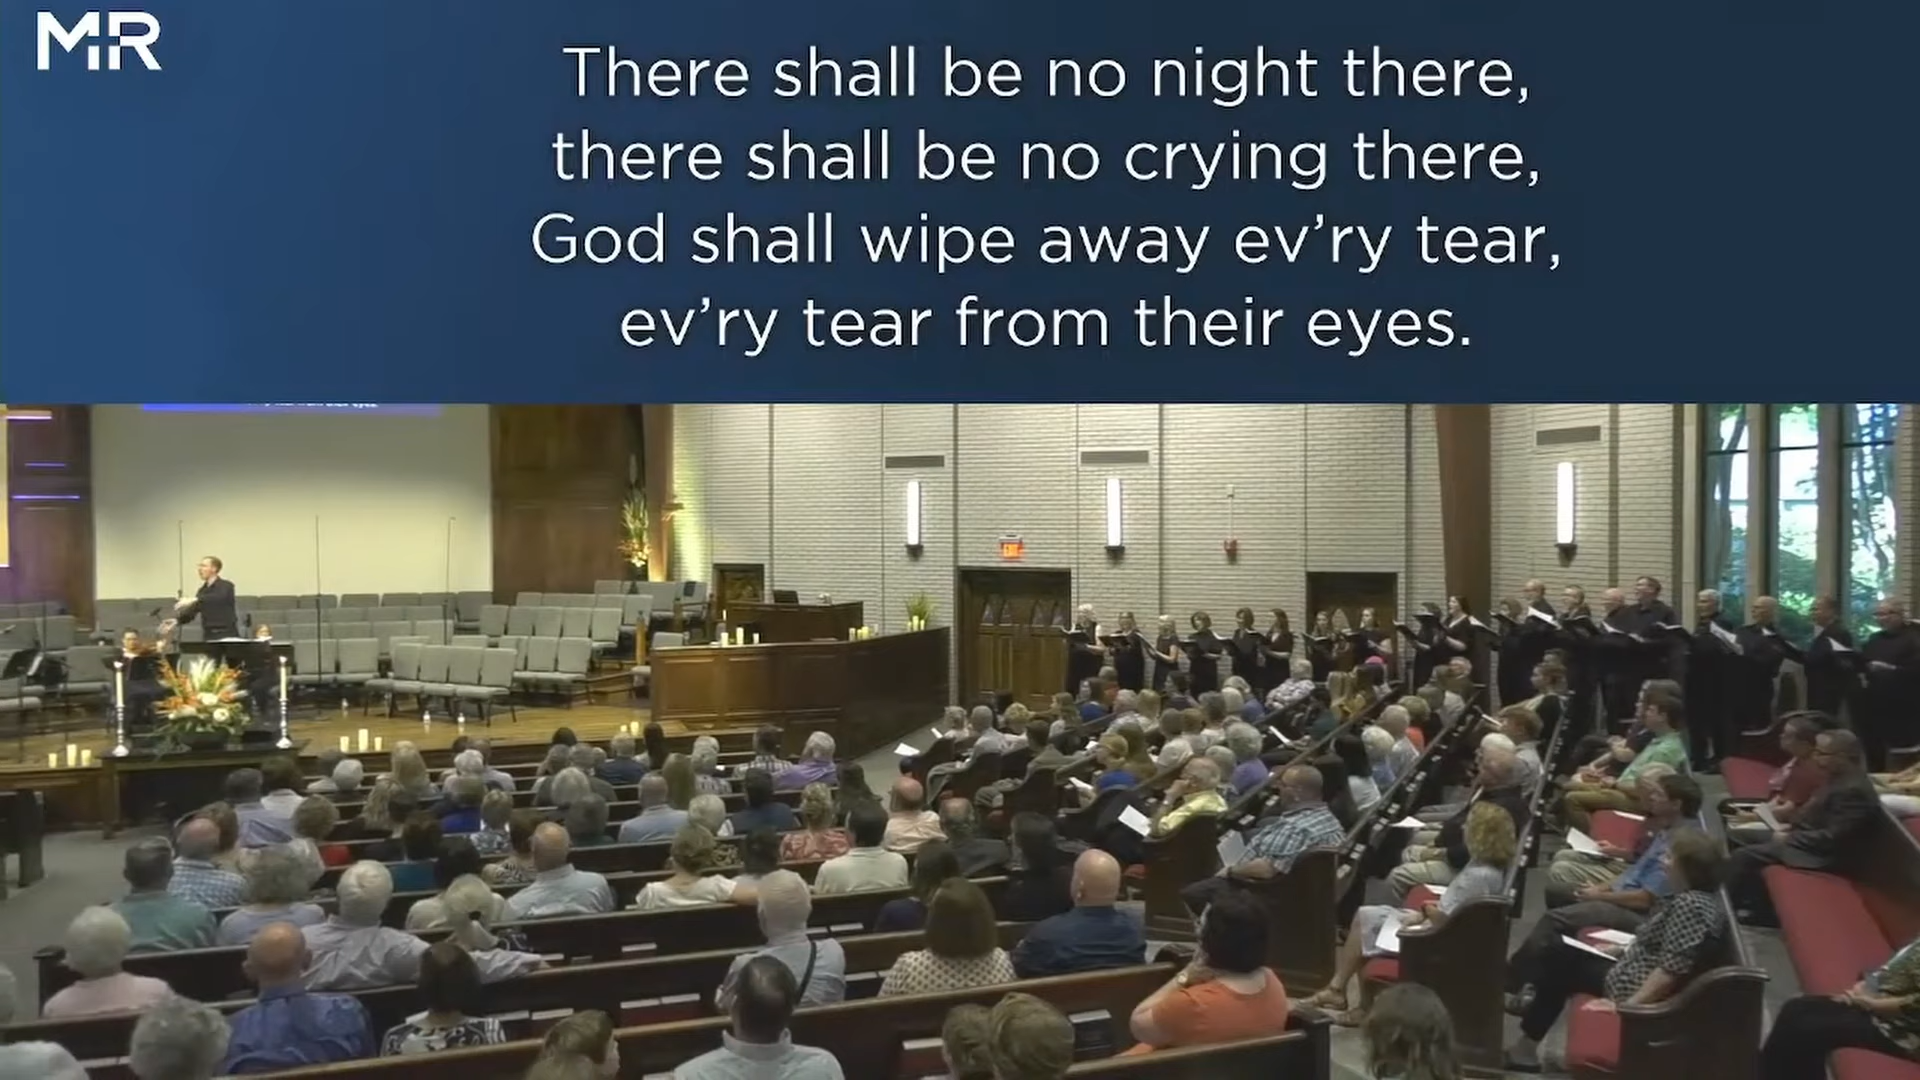 MR
There shall be no night there,
there shall be no crying there,
God shall wipe away ev’ry tear,
ev’ry tear from their eyes.
EXIT